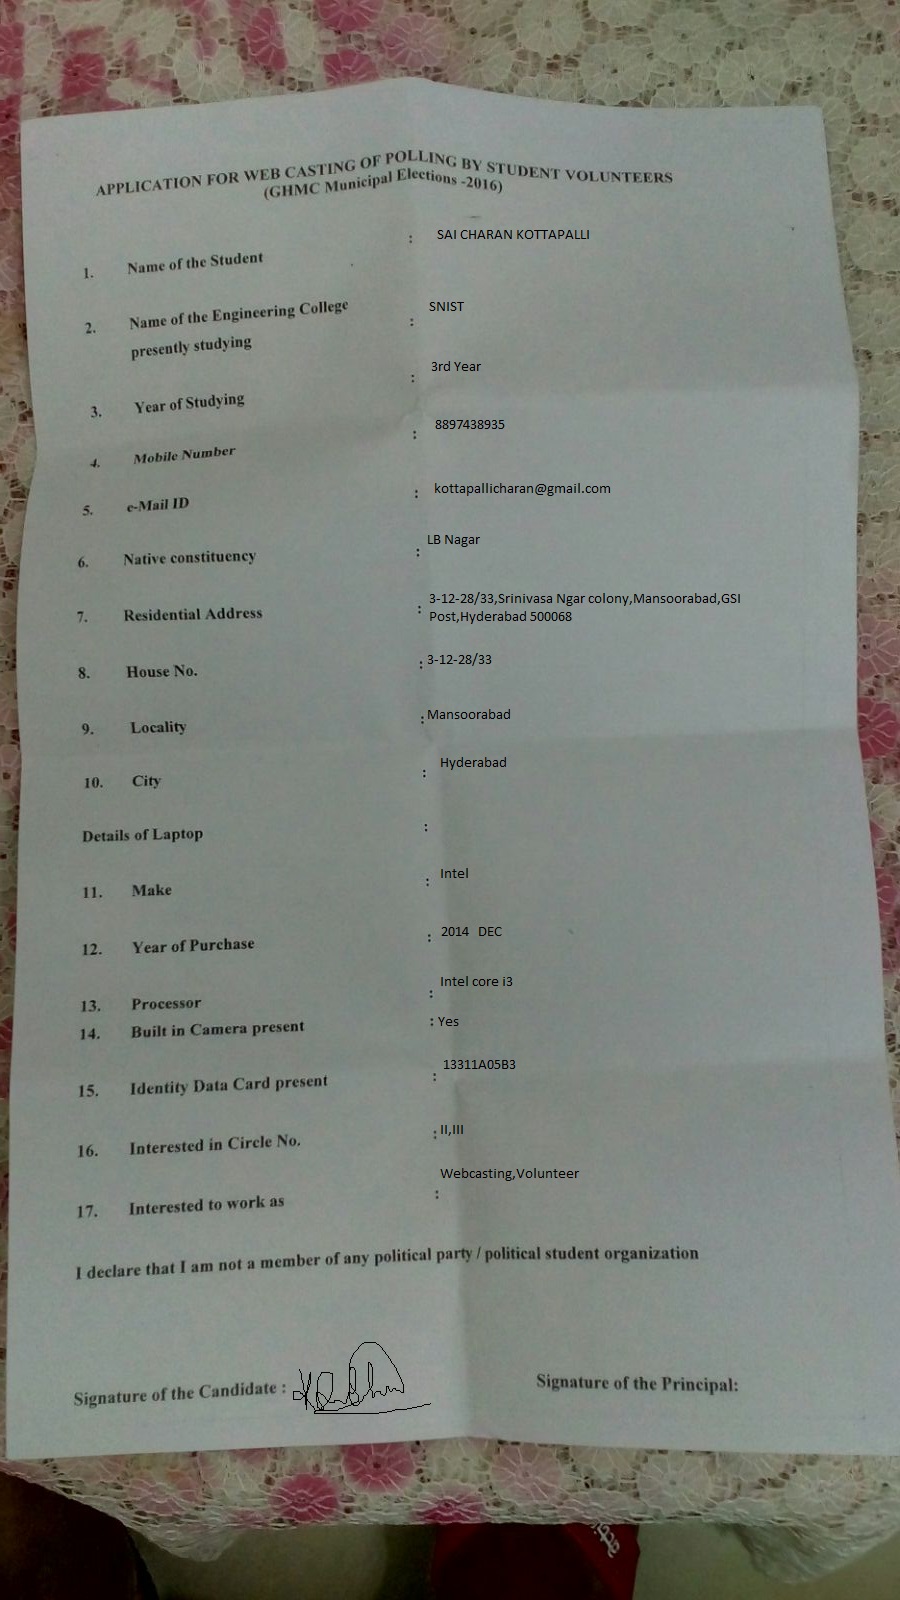 APPLICATION FOR WEB CASTING OF POLLING BY STUDENT VOLUNTEERS
(GHMC Municipal Elections -2016)
1. Name of the Student : SAI CHARAN KOTTAPALLI
2. Name of the Engineering College : SNIST
presently studying
3. Year of Studying : 3rd Year
4. Mobile Number : 8897438935
5. e-Mail ID : kottapallicharan@gmail.com
6. Native constituency : LB Nagar
7. Residential Address : 3-12-28/33,Srinivasa Ngar colony,Mansoorabad,GSI
Post,Hyderabad 500068
8. House No. : 3-12-28/33
9. Locality : Mansoorabad
10. City : Hyderabad
Details of Laptop :
11. Make : Intel
12. Year of Purchase : 2014 DEC
13. Processor : Intel core i3
14. Built in Camera present : Yes
15. Identity Data Card present : 13311A05B3
16. Interested in Circle No. : II,III
17. Interested to work as : Webcasting,Volunteer
I declare that I am not a member of any political party / political student organization
Signature of the Candidate :
Signature of the Principal: